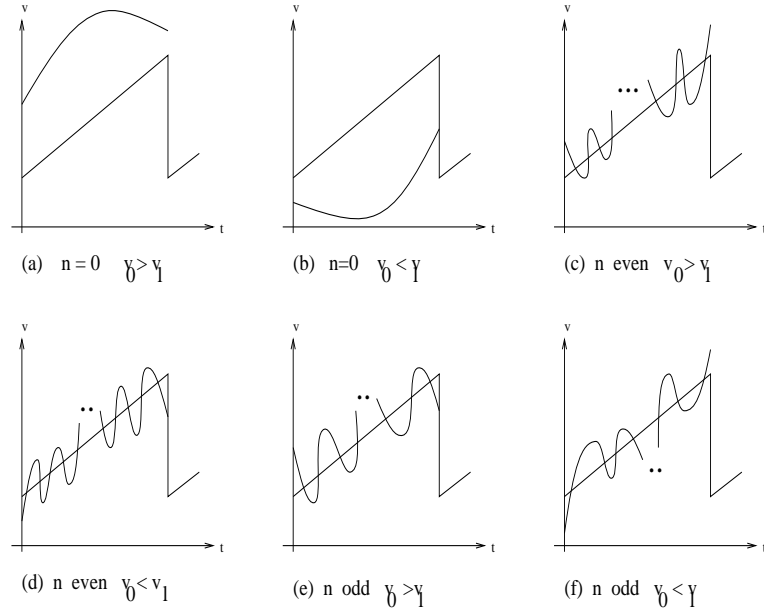 v v v
t t t
(a) n = 0 v0 > v1
(b) n=0 v0 < v1
(c) n even v0 > v1
v v v
t t t
(d) n even v0 < v1
(e) n odd v0 > v1
(f) n odd v0 < v1